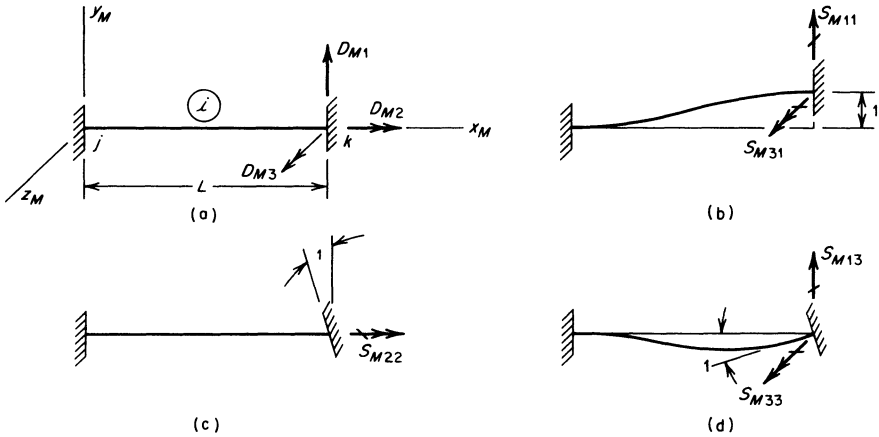 y_M
D_M1
i
D_M2
x_M
j
k
D_M3
z_M
L
(a)
S_M11
1
S_M31
(b)
1
S_M22
(c)
S_M13
1
S_M33
(d)